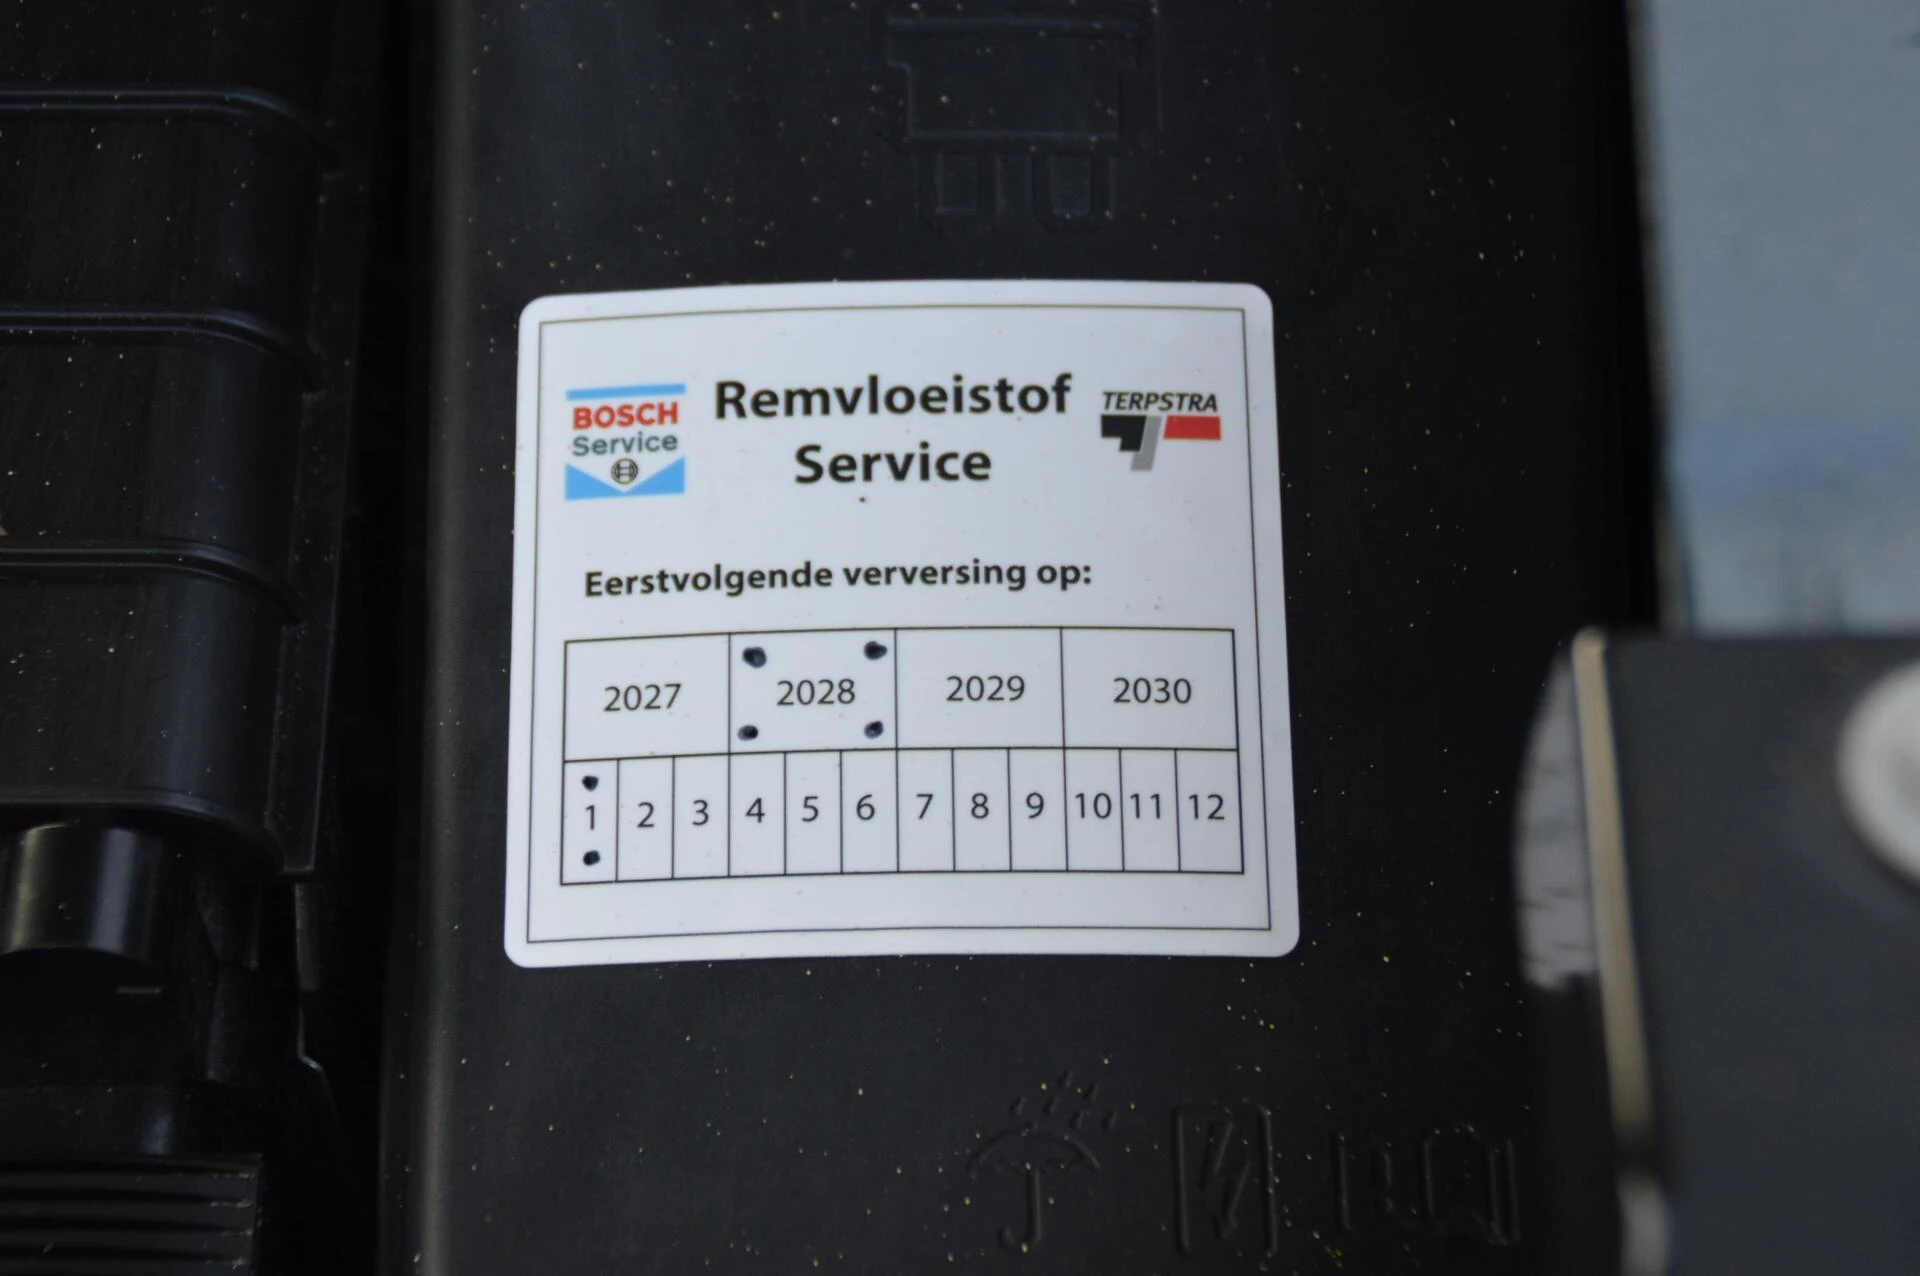 BOSCH
Service
Remvloeistof
Service
TERPSTRA
Eerstvolgende verversing op:
2027 2028 2029 2030
1 2 3 4 5 6 7 8 9 10 11 12